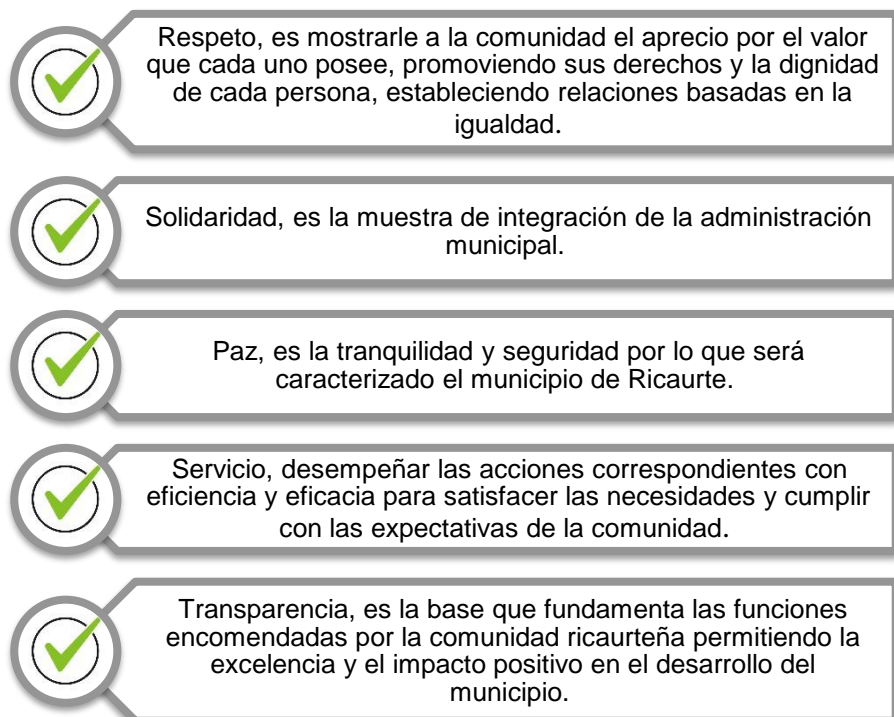 Respeto, es mostrarle a la comunidad el aprecio por el valor
que cada uno posee, promoviendo sus derechos y la dignidad
de cada persona, estableciendo relaciones basadas en la
igualdad.
Solidaridad, es la muestra de integración de la administración
municipal.
Paz, es la tranquilidad y seguridad por lo que será
caracterizado el municipio de Ricaurte.
Servicio, desempeñar las acciones correspondientes con
eficiencia y eficacia para satisfacer las necesidades y cumplir
con las expectativas de la comunidad.
Transparencia, es la base que fundamenta las funciones
encomendadas por la comunidad ricaurteña permitiendo la
excelencia y el impacto positivo en el desarrollo del
municipio.